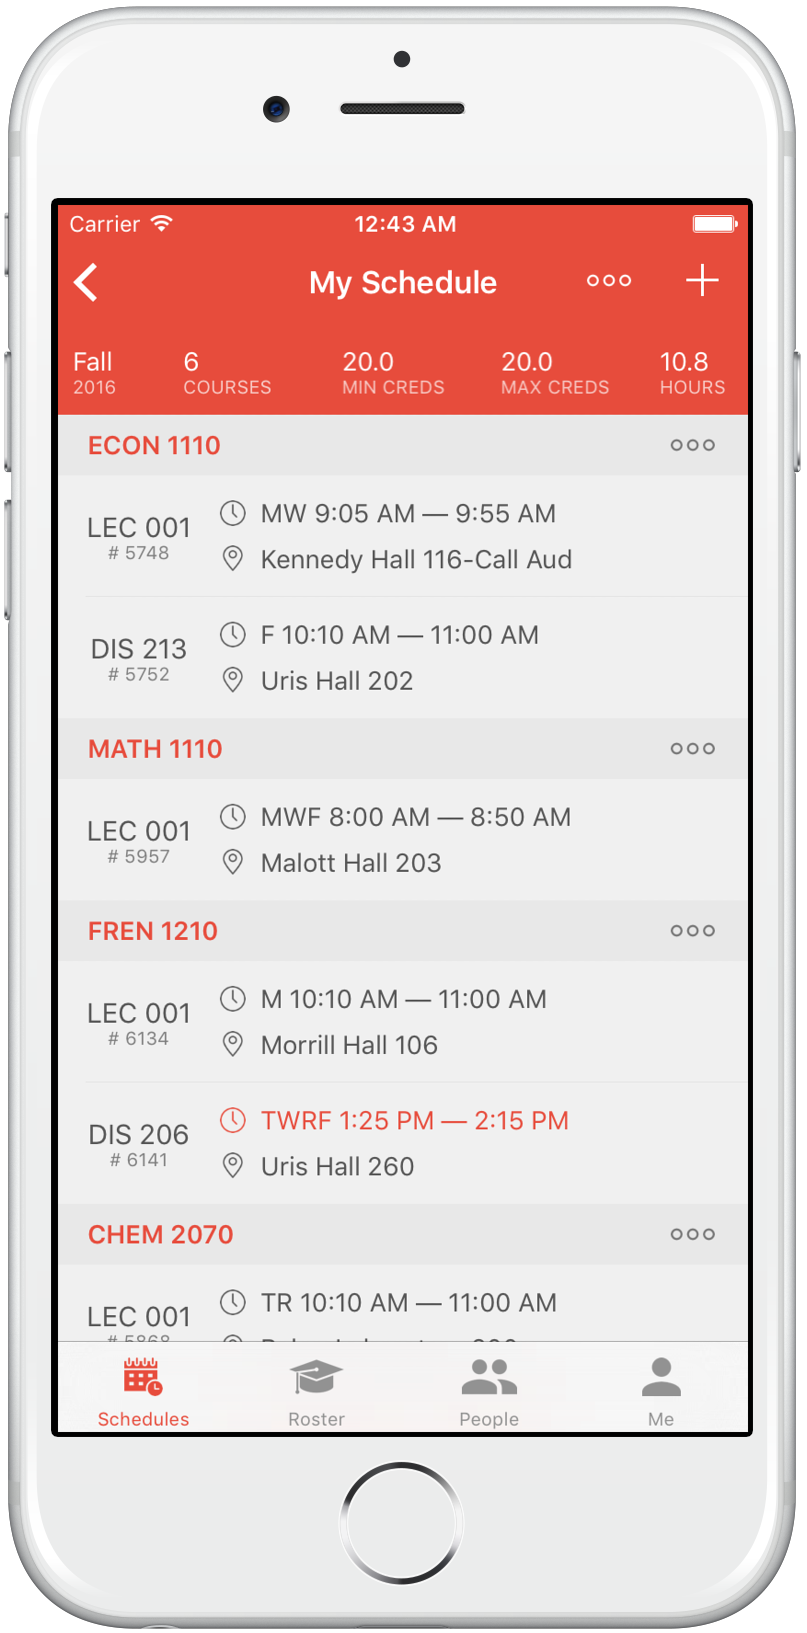 Carrier 12:43 AM
My Schedule
Fall 6 20.0 20.0 10.8
2016 COURSES MIN CREDS MAX CREDS HOURS
ECON 1110
LEC 001
# 5748
MW 9:05 AM — 9:55 AM
Kennedy Hall 116-Call Aud
DIS 213
# 5752
F 10:10 AM — 11:00 AM
Uris Hall 202
MATH 1110
LEC 001
# 5957
MWF 8:00 AM — 8:50 AM
Malott Hall 203
FREN 1210
LEC 001
# 6134
M 10:10 AM — 11:00 AM
Morrill Hall 106
DIS 206
# 6141
TWRF 1:25 PM — 2:15 PM
Uris Hall 260
CHEM 2070
LEC 001
# 5868
TR 10:10 AM — 11:00 AM
Schedules Roster People Me